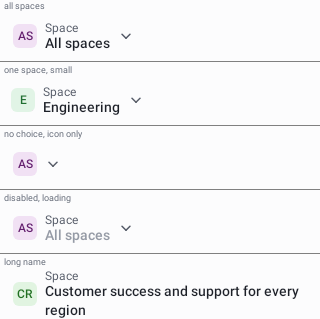 all spaces
AS
Space
All spaces
one space, small
E
Space
Engineering
no choice, icon only
AS
disabled, loading
AS
Space
All spaces
long name
CR
Space
Customer success and support for every
region